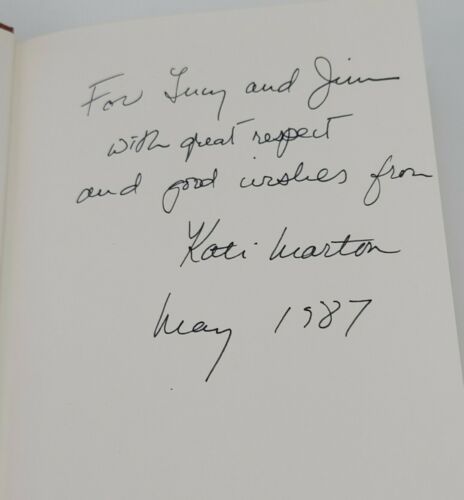 For Lucy and Jim
with great respect
and good wishes from
Kati Marton
May 1987